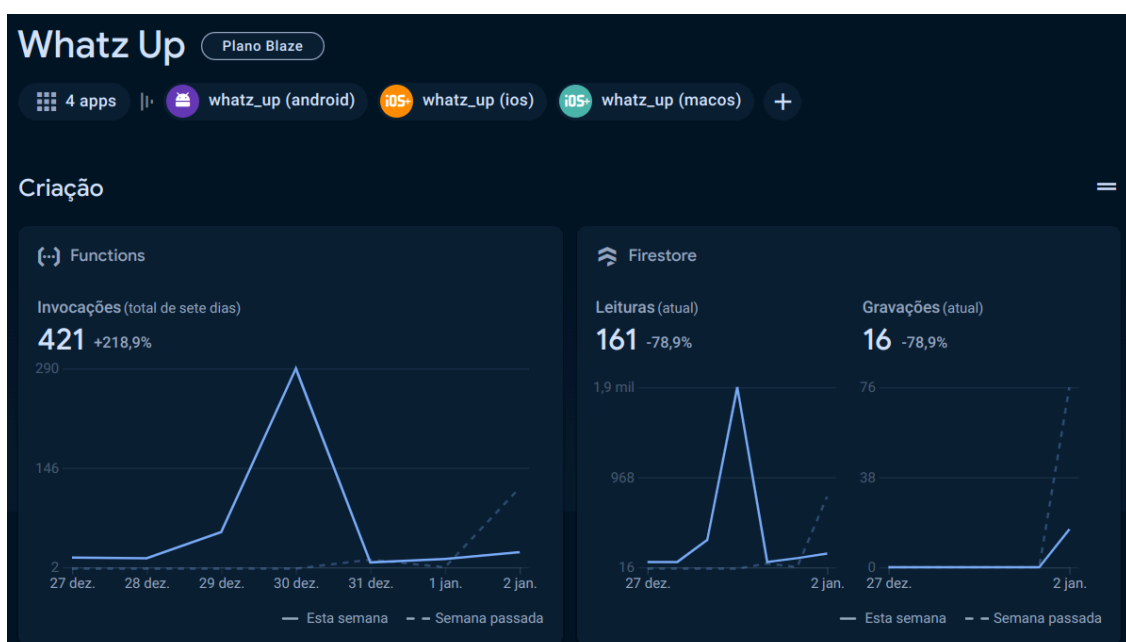 Whatz Up Plano Blaze
4 apps whatz_up (android) iOS+ whatz_up (ios) iOS+ whatz_up (macos) +
Criação
Functions
Invocações (total de sete dias)
421 +218,9%
290
146
2
27 dez. 28 dez. 29 dez. 30 dez. 31 dez. 1 jan. 2 jan.
Esta semana Semana passada
Firestore
Leituras (atual)
161 -78,9%
1,9 mil
968
16
27 dez. 2 jan.
Gravações (atual)
16 -78,9%
76
38
0
27 dez. 2 jan.
Esta semana Semana passada